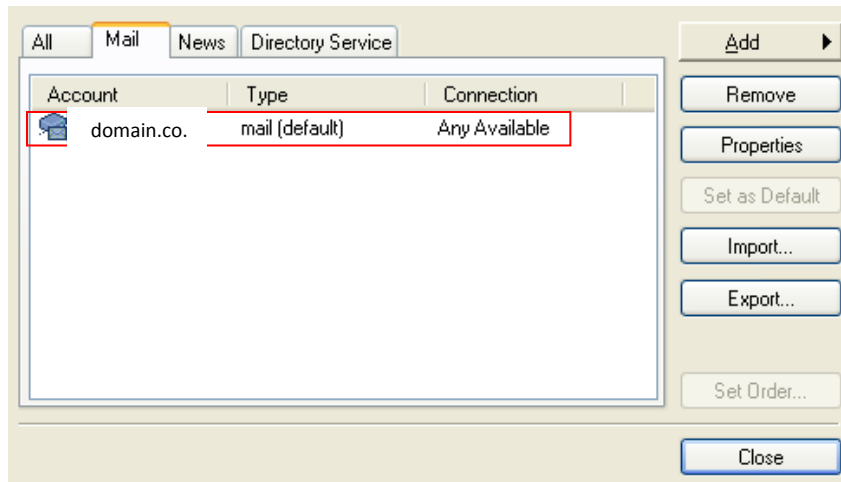 All Mail News Directory Service
Add
Account Type Connection
Remove
domain.co. mail (default) Any Available
Properties
Set as Default
Import...
Export...
Set Order...
Close